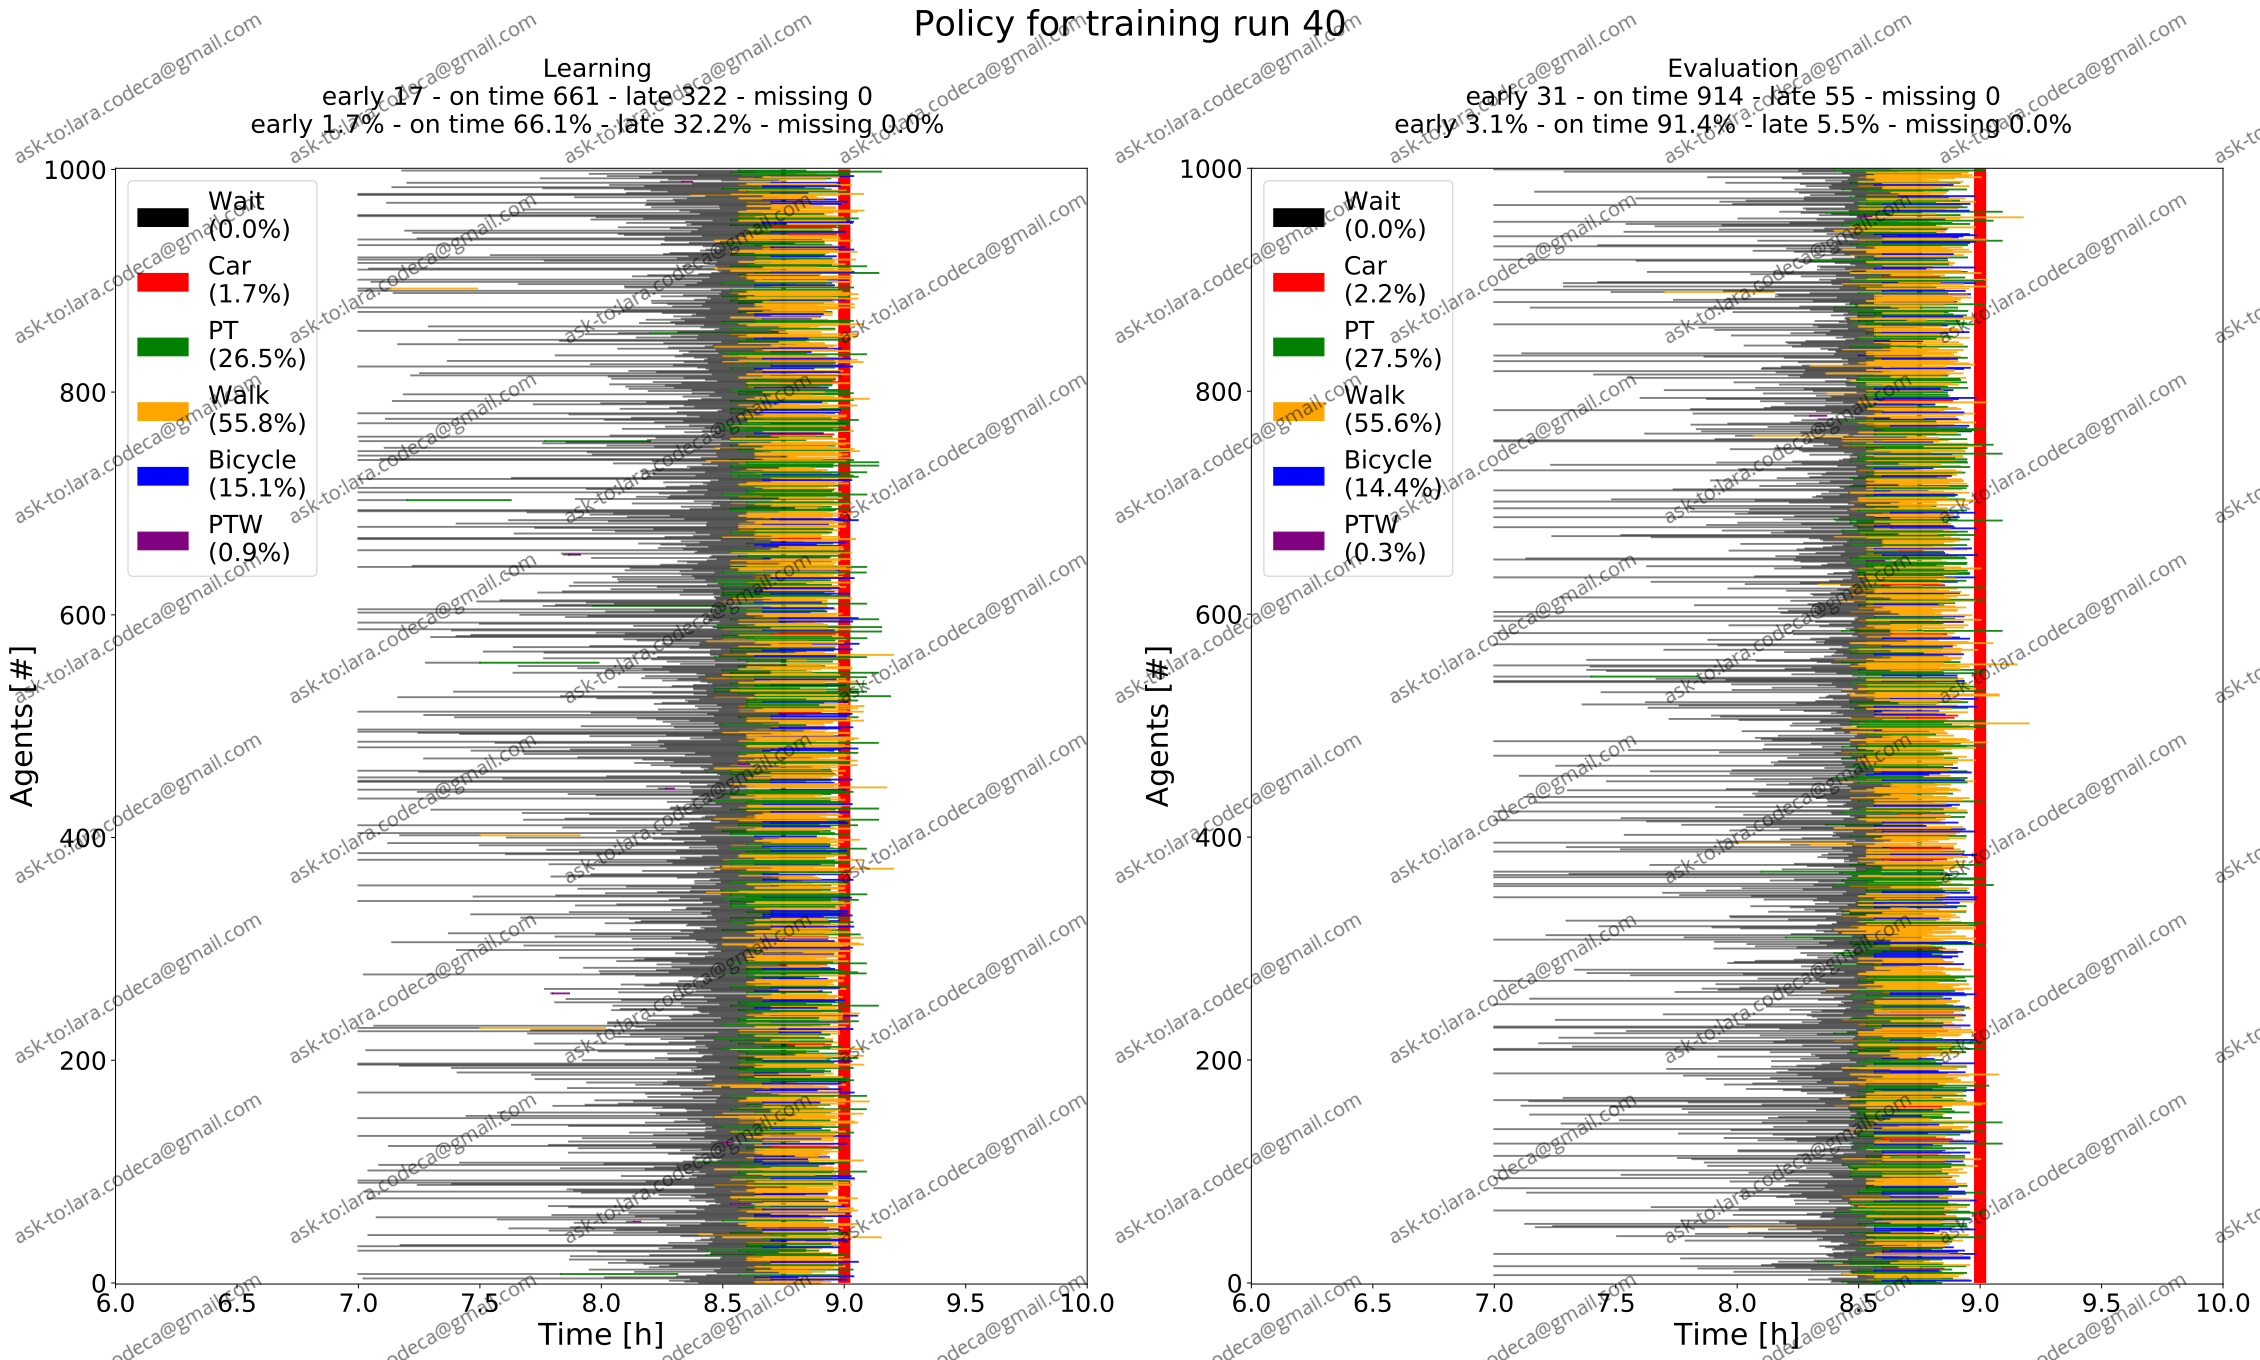 Policy for training run 40
Learning
early 17 - on time 661 - late 322 - missing 0
early 1.7% - on time 66.1% - late 32.2% - missing 0.0%
Agents [#]
1000
800
600
400
200
0
Wait
(0.0%)
Car
(1.7%)
PT
(26.5%)
Walk
(55.8%)
Bicycle
(15.1%)
PTW
(0.9%)
6.0 6.5 7.0 7.5 8.0 8.5 9.0 9.5 10.0
Time [h]
Evaluation
early 31 - on time 914 - late 55 - missing 0
early 3.1% - on time 91.4% - late 5.5% - missing 0.0%
Agents [#]
1000
800
600
400
200
0
Wait
(0.0%)
Car
(2.2%)
PT
(27.5%)
Walk
(55.6%)
Bicycle
(14.4%)
PTW
(0.3%)
6.0 6.5 7.0 7.5 8.0 8.5 9.0 9.5 10.0
Time [h]
ask-to:lara.codeca@gmail.com